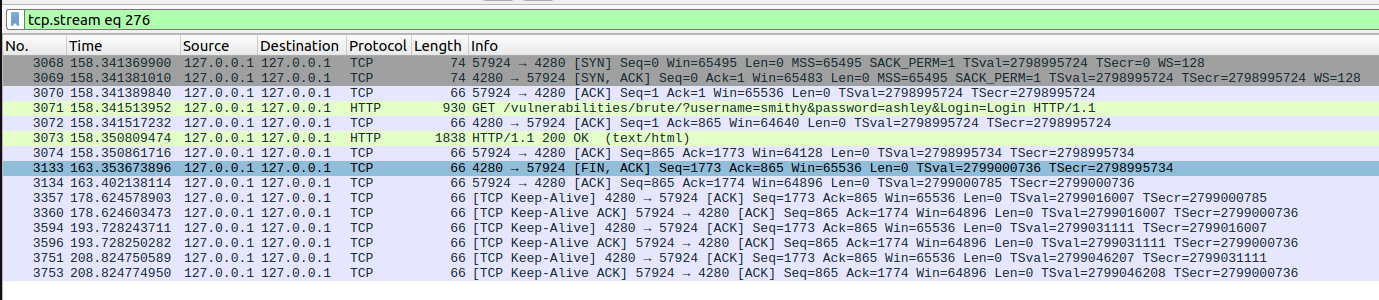 tcp.stream eq 276
No. Time Source Destination Protocol Length Info
3068 158.341369900 127.0.0.1 127.0.0.1 TCP 74 57924 → 4280 [SYN] Seq=0 Win=65495 Len=0 MSS=65495 SACK_PERM=1 TSval=2798995724 TSecr=0 WS=128
3069 158.341381010 127.0.0.1 127.0.0.1 TCP 74 4280 → 57924 [SYN, ACK] Seq=0 Ack=1 Win=65483 Len=0 MSS=65495 SACK_PERM=1 TSval=2798995724 TSecr=2798995724 WS=128
3070 158.341389840 127.0.0.1 127.0.0.1 TCP 66 57924 → 4280 [ACK] Seq=1 Ack=1 Win=65536 Len=0 TSval=2798995724 TSecr=2798995724
3071 158.341513952 127.0.0.1 127.0.0.1 HTTP 930 GET /vulnerabilities/brute/?username=smithy&password=ashley&Login=Login HTTP/1.1
3072 158.341517232 127.0.0.1 127.0.0.1 TCP 66 4280 → 57924 [ACK] Seq=1 Ack=865 Win=64640 Len=0 TSval=2798995724 TSecr=2798995724
3073 158.350809474 127.0.0.1 127.0.0.1 HTTP 1838 HTTP/1.1 200 OK (text/html)
3074 158.350861716 127.0.0.1 127.0.0.1 TCP 66 57924 → 4280 [ACK] Seq=865 Ack=1773 Win=64128 Len=0 TSval=2798995734 TSecr=2798995734
3133 163.353673896 127.0.0.1 127.0.0.1 TCP 66 4280 → 57924 [FIN, ACK] Seq=1773 Ack=865 Win=65536 Len=0 TSval=2799000736 TSecr=2798995734
3134 163.402138114 127.0.0.1 127.0.0.1 TCP 66 57924 → 4280 [ACK] Seq=865 Ack=1774 Win=64896 Len=0 TSval=2799000785 TSecr=2799000736
3357 178.624578903 127.0.0.1 127.0.0.1 TCP 66 [TCP Keep-Alive] 4280 → 57924 [ACK] Seq=1773 Ack=865 Win=65536 Len=0 TSval=2799016007 TSecr=2799000785
3360 178.624603473 127.0.0.1 127.0.0.1 TCP 66 [TCP Keep-Alive ACK] 57924 → 4280 [ACK] Seq=865 Ack=1774 Win=64896 Len=0 TSval=2799016007 TSecr=2799000736
3594 193.728243711 127.0.0.1 127.0.0.1 TCP 66 [TCP Keep-Alive] 4280 → 57924 [ACK] Seq=1773 Ack=865 Win=65536 Len=0 TSval=2799031111 TSecr=2799016007
3596 193.728250282 127.0.0.1 127.0.0.1 TCP 66 [TCP Keep-Alive ACK] 57924 → 4280 [ACK] Seq=865 Ack=1774 Win=64896 Len=0 TSval=2799031111 TSecr=2799000736
3751 208.824750589 127.0.0.1 127.0.0.1 TCP 66 [TCP Keep-Alive] 4280 → 57924 [ACK] Seq=1773 Ack=865 Win=65536 Len=0 TSval=2799046207 TSecr=2799031111
3753 208.824774950 127.0.0.1 127.0.0.1 TCP 66 [TCP Keep-Alive ACK] 57924 → 4280 [ACK] Seq=865 Ack=1774 Win=64896 Len=0 TSval=2799046208 TSecr=2799000736